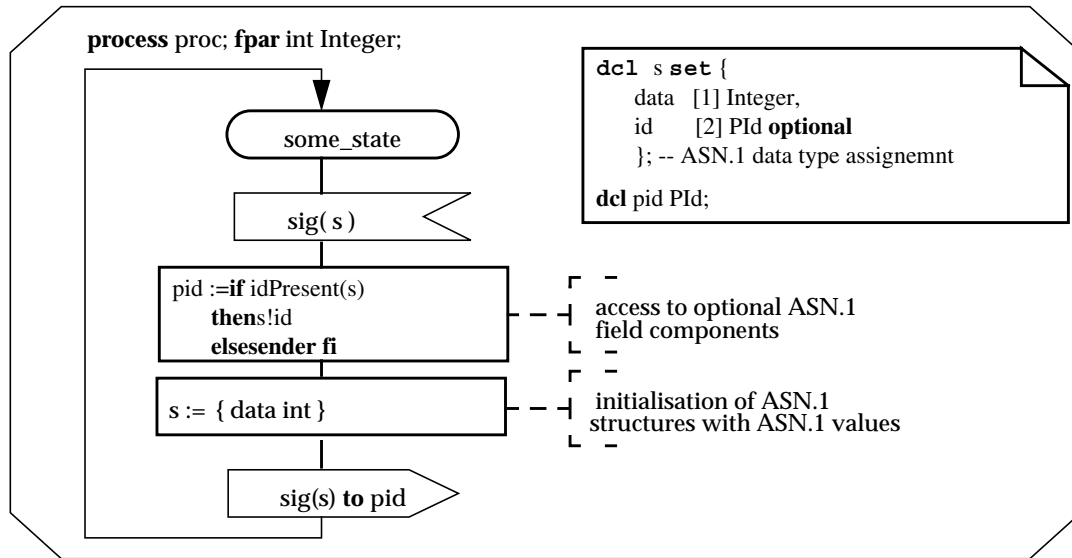 process proc; fpar int Integer;
some_state
sig( s )
pid :=if idPresent(s)
thens!id
elsesender fi
s := { data int }
sig(s) to pid
dcl s set {
data [1] Integer,
id [2] PId optional
}; -- ASN.1 data type assignemnt
dcl pid PId;
access to optional ASN.1
field components
initialisation of ASN.1
structures with ASN.1 values